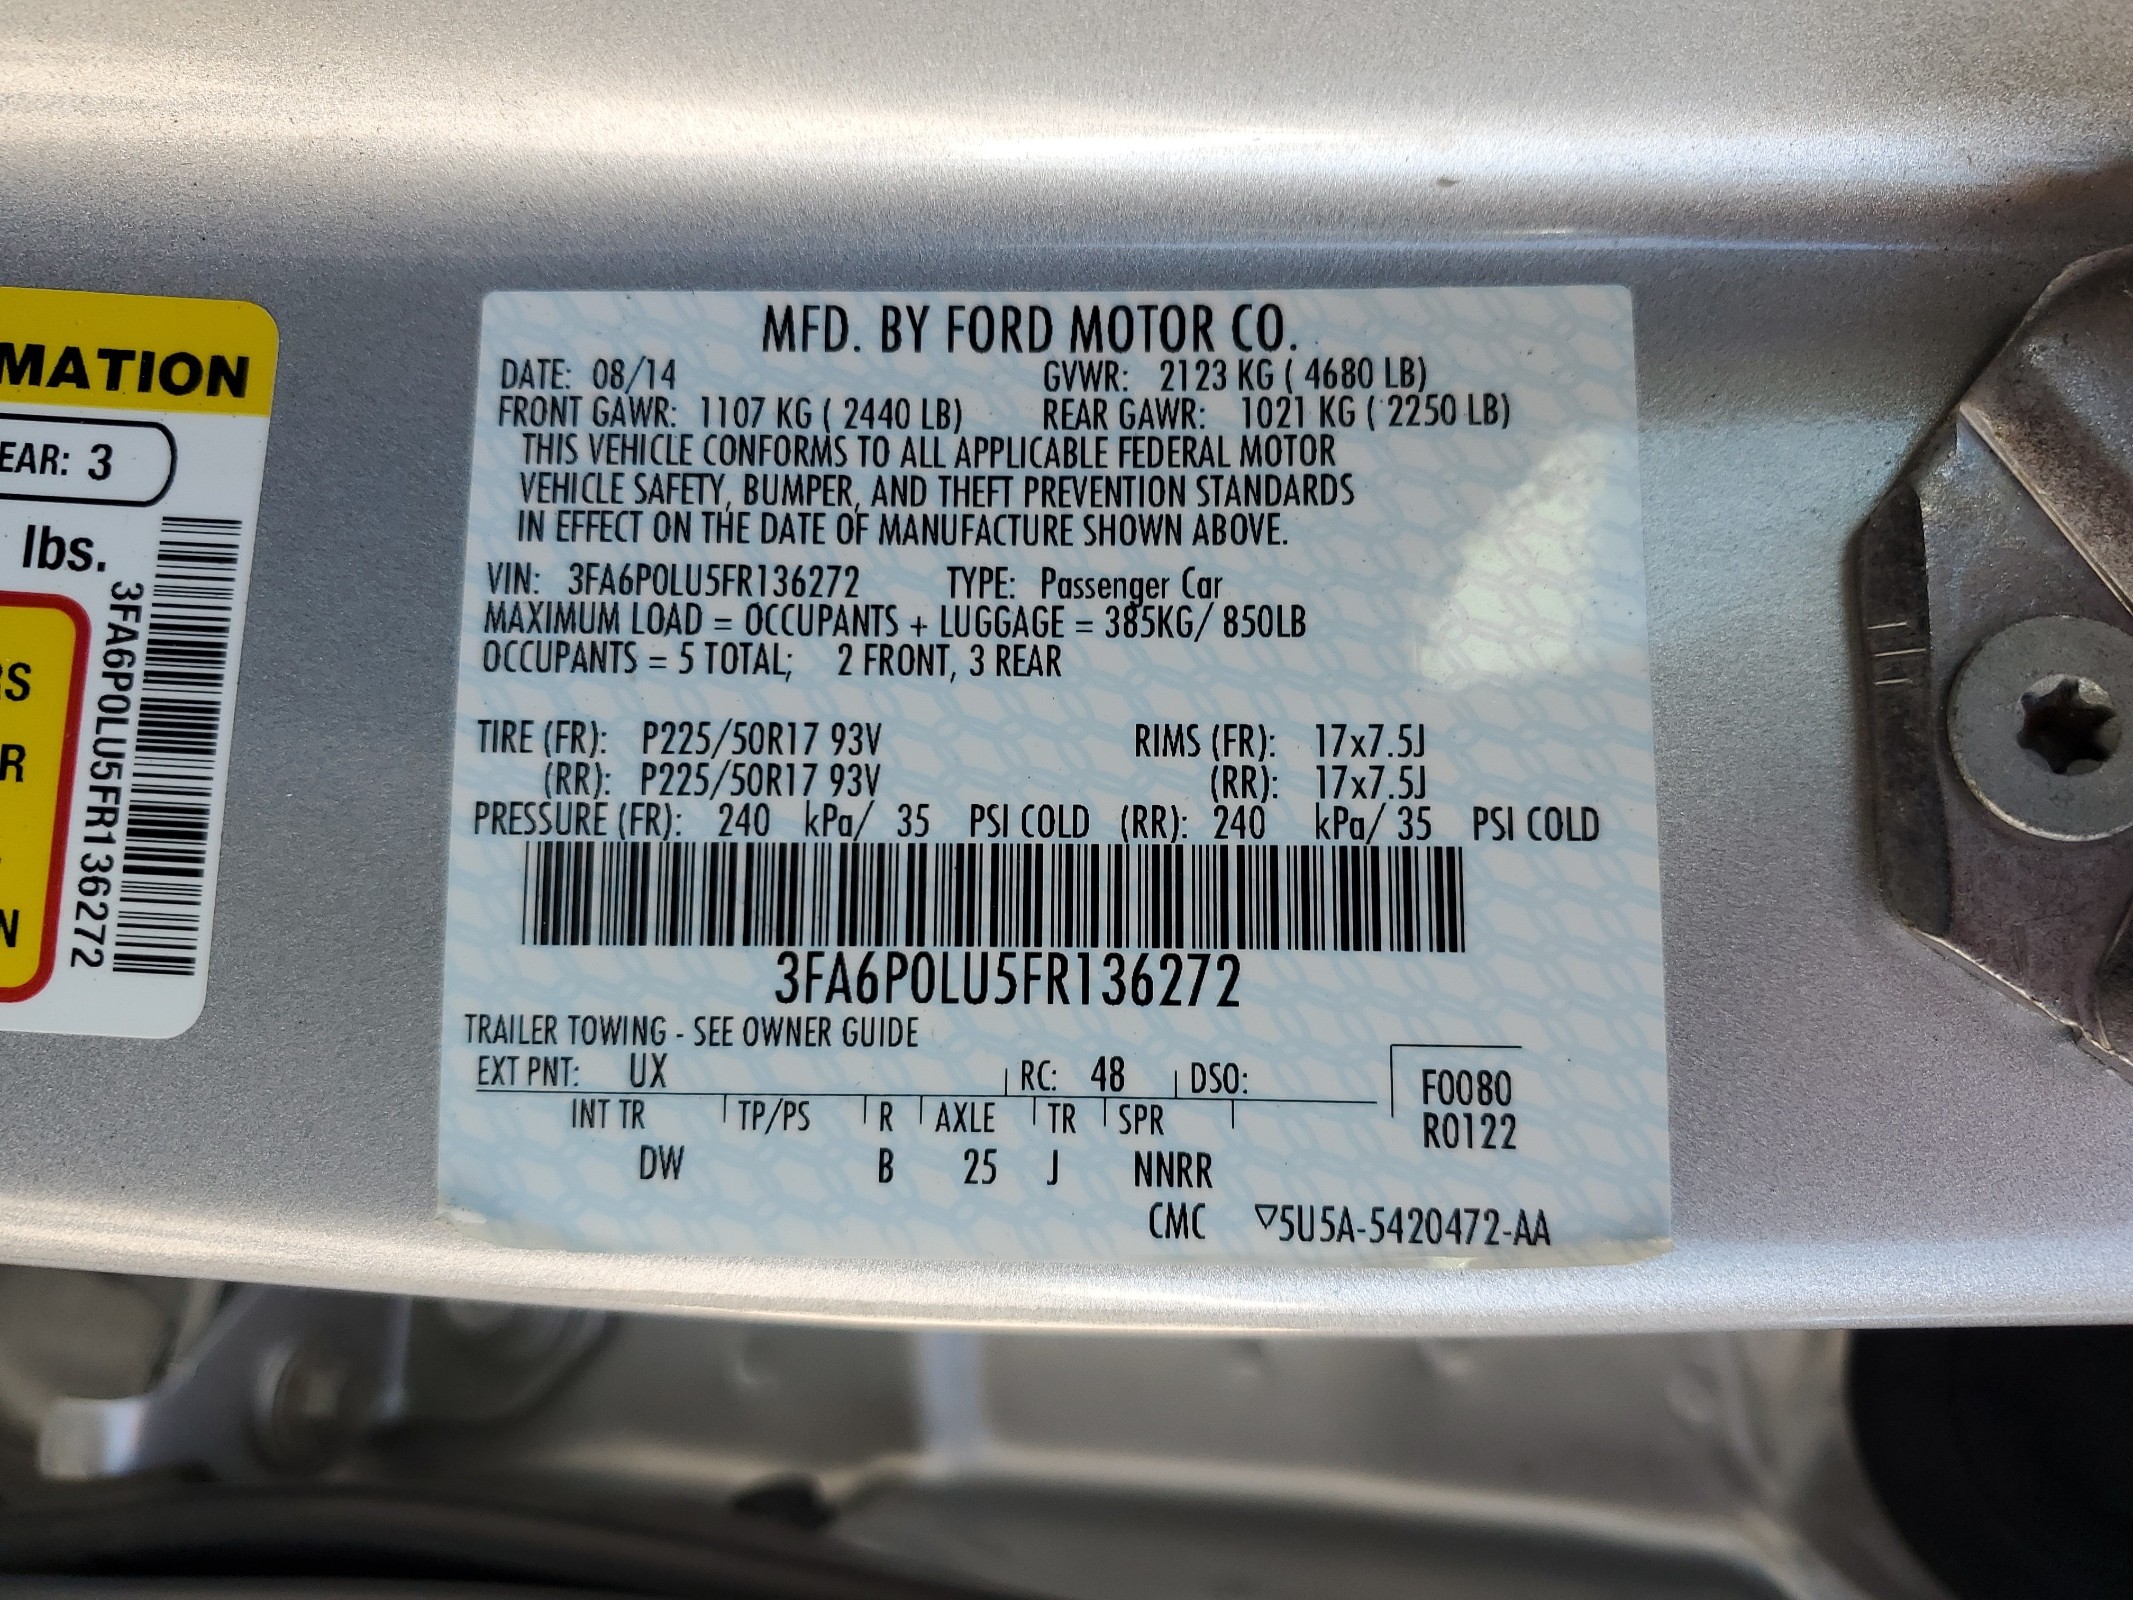 MATION
EAR: 3
lbs.
RS
R
N
3FA6P0LU5FR136272
MFD. BY FORD MOTOR CO.
DATE: 08/14 GVWR: 2123 KG ( 4680 LB)
FRONT GAWR: 1107 KG ( 2440 LB) REAR GAWR: 1021 KG ( 2250 LB)
THIS VEHICLE CONFORMS TO ALL APPLICABLE FEDERAL MOTOR
VEHICLE SAFETY, BUMPER, AND THEFT PREVENTION STANDARDS
IN EFFECT ON THE DATE OF MANUFACTURE SHOWN ABOVE.
VIN: 3FA6P0LU5FR136272 TYPE: Passenger Car
MAXIMUM LOAD = OCCUPANTS + LUGGAGE = 385KG/ 850LB
OCCUPANTS = 5 TOTAL; 2 FRONT, 3 REAR
TIRE (FR): P225/50R17 93V RIMS (FR): 17x7.5J
(RR): P225/50R17 93V (RR): 17x7.5J
PRESSURE (FR): 240 kPa/ 35 PSI COLD (RR): 240 kPa/ 35 PSI COLD
3FA6P0LU5FR136272
TRAILER TOWING - SEE OWNER GUIDE
EXT PNT: UX RC: 48 DSO: F0080
INT TR TP/PS R AXLE TR SPR R0122
DW B 25 J NNRR
CMC ▽5U5A-5420472-AA